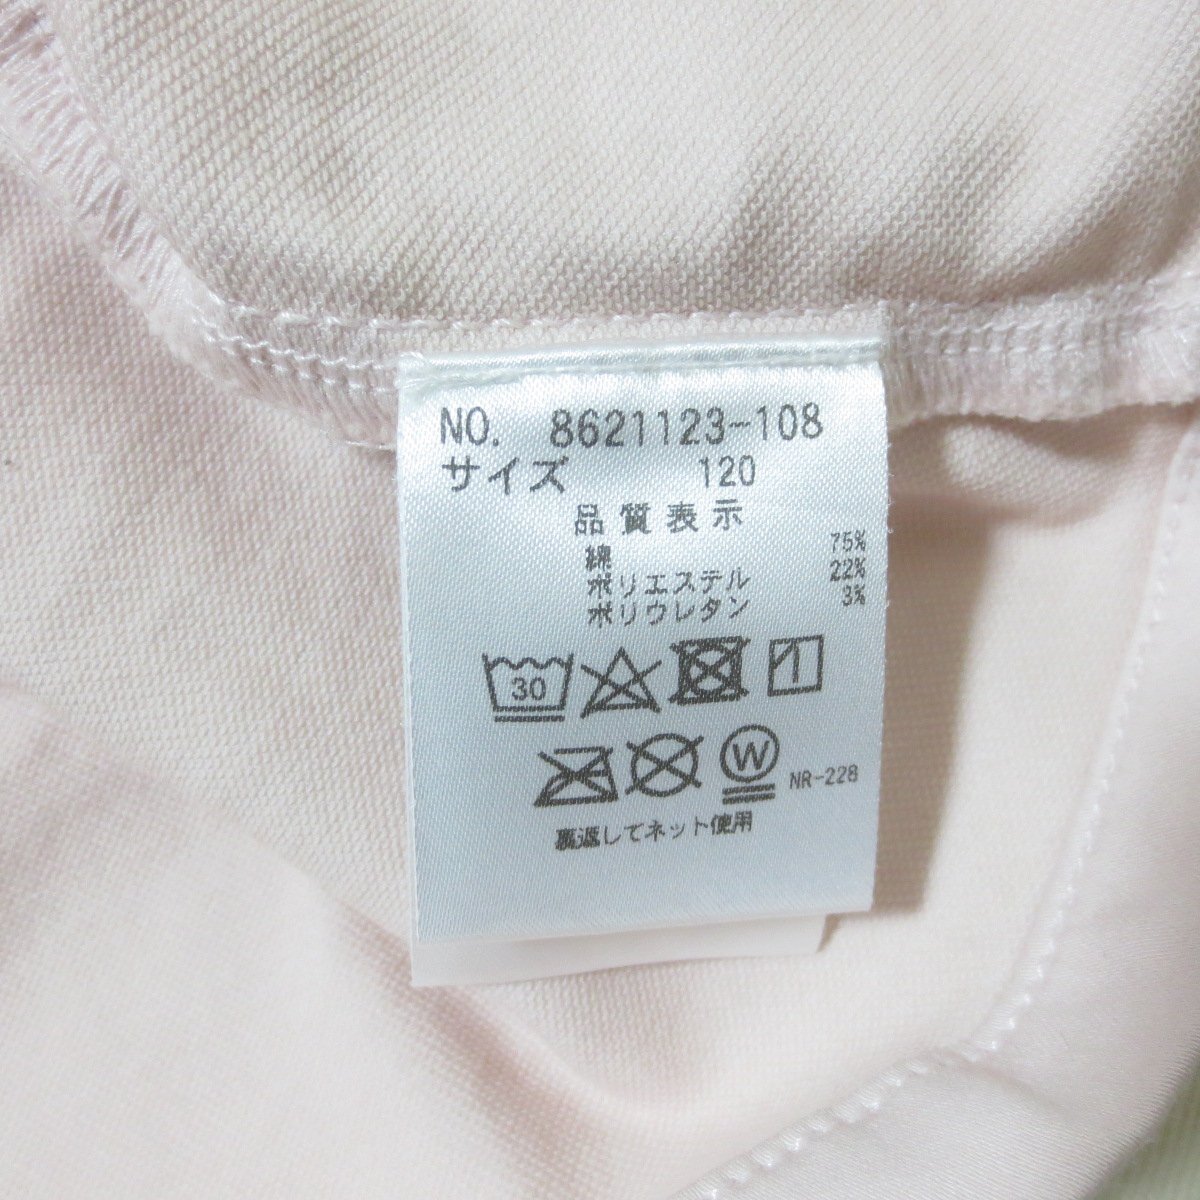 NO. 8621123-108
サイズ 120
品質表示
綿 75%
ポリエステル 22%
ポリウレタン 3%
30
W NR-228
裏返してネット使用